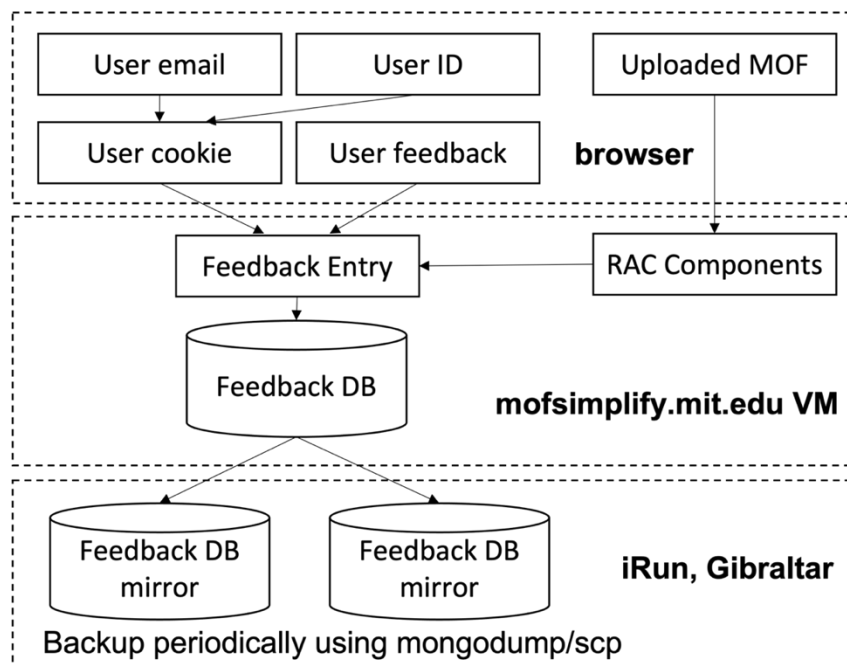 User email
User ID
Uploaded MOF
User cookie
User feedback
browser
Feedback Entry
RAC Components
Feedback DB
mofsimplify.mit.edu VM
Feedback DB
mirror
Feedback DB
mirror
iRun, Gibraltar
Backup periodically using mongodump/scp